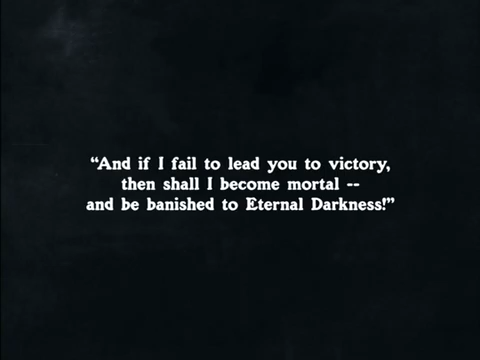 “And if I fail to lead you to victory,
then shall I become mortal --
and be banished to Eternal Darkness!”